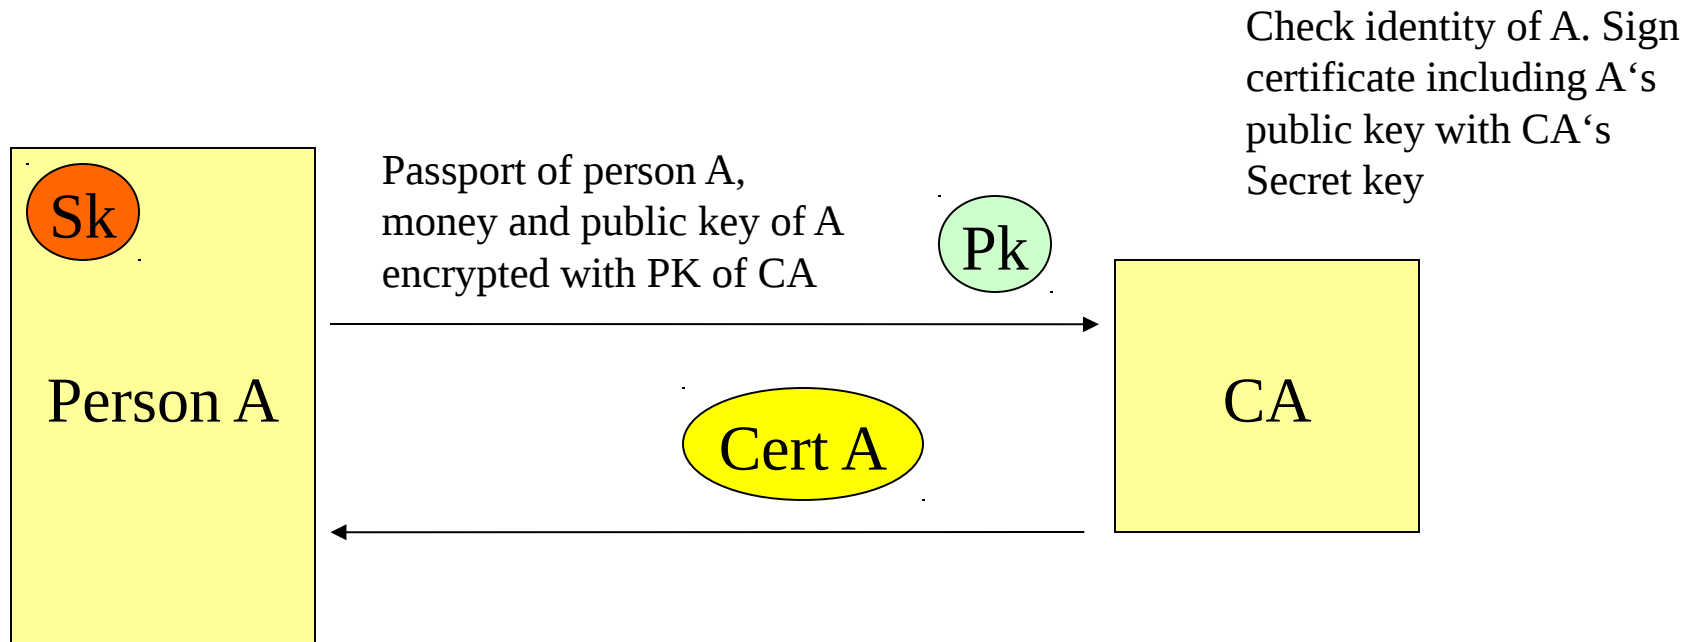 Check identity of A. Sign
certificate including A‘s
public key with CA‘s
Secret key
Passport of person A,
money and public key of A
encrypted with PK of CA
Sk
Pk
Person A
CA
Cert A